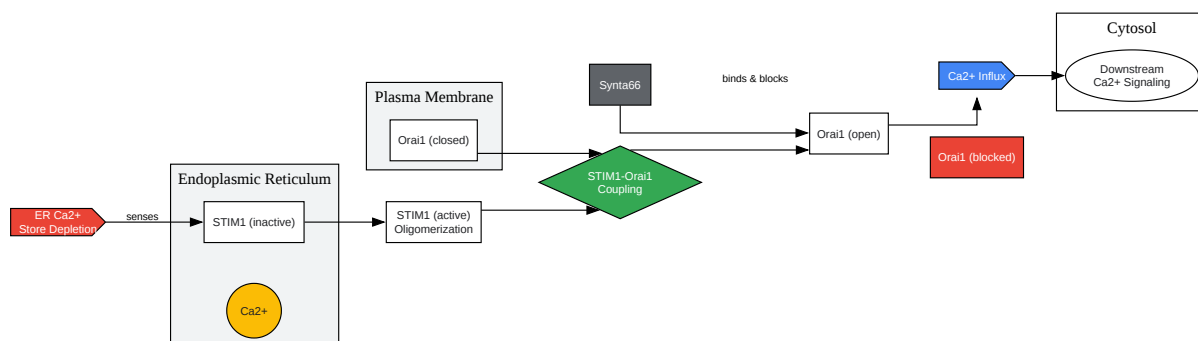 Cytosol
Downstream
Ca2+ Signaling
Ca2+ Influx
binds & blocks
Synta66
Plasma Membrane
Orai1 (closed)
Orai1 (open)
Orai1 (blocked)
STIM1-Orai1
Coupling
Endoplasmic Reticulum
ER Ca2+
Store Depletion
senses
STIM1 (inactive)
STIM1 (active)
Oligomerization
Ca2+